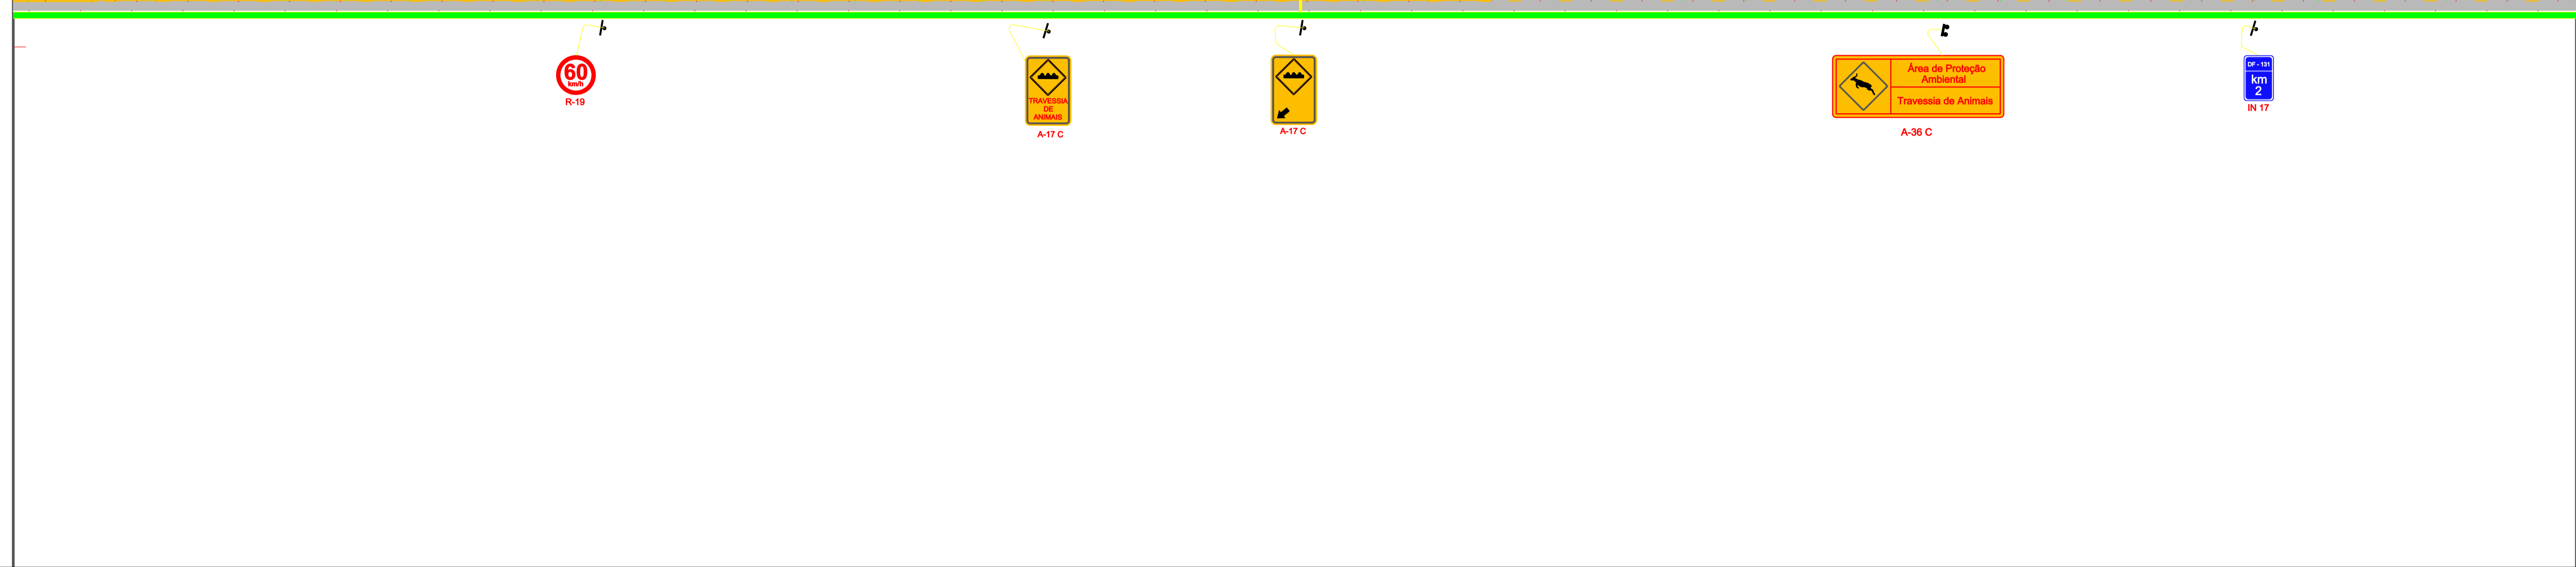 60
km/h
R-19
TRAVESSIA
DE
ANIMAIS
A-17 C
A-17 C
Área de Proteção
Ambiental
Travessia de Animais
A-36 C
DF - 131
km
2
IN 17